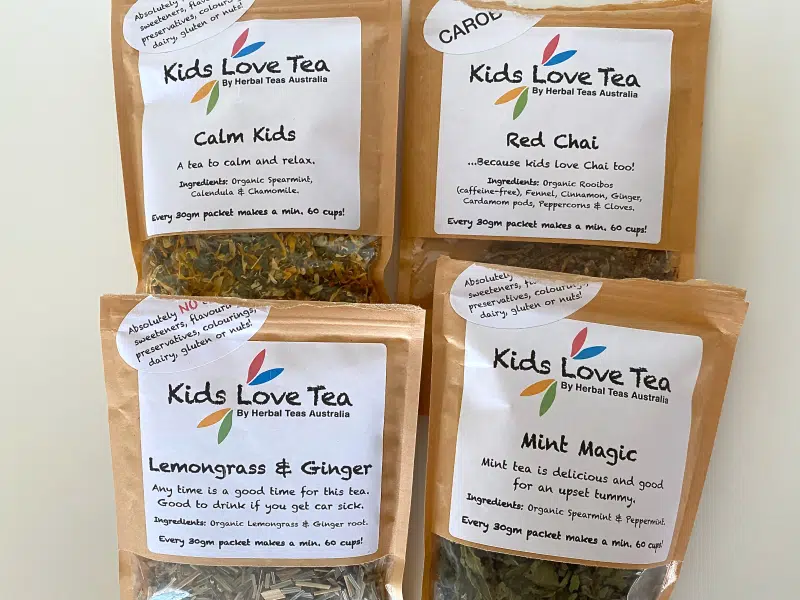 Absolutely
sweeteners, flavour
preservatives, colour
dairy, gluten or nuts!
Kids Love Tea
By Herbal Teas Australia
Calm Kids
A tea to calm and relax.
Ingredients: Organic Spearmint,
Calendula & Chamomile.
Every 30gm packet makes a min. 60 cups!
CAROB
Kids Love Tea
By Herbal Teas Australia
Red Chai
...Because kids love Chai too!
Ingredients: Organic Rooibos
(caffeine-free), Fennel, Cinnamon, Ginger,
Cardamom pods, Peppercorns & Cloves.
Every 30gm packet makes a min. 60 cups!
Absolutely NO
sweeteners, flavouri
preservatives, colourings,
dairy, gluten or nuts!
Kids Love Tea
By Herbal Teas Australia
Lemongrass & Ginger
Any time is a good time for this tea.
Good to drink if you get car sick.
Ingredients: Organic Lemongrass & Ginger root.
Every 30gm packet makes a min. 60 cups!
Absolutely
sweeteners,
preservatives, colouring
dairy, gluten or nuts!
Kids Love Tea
By Herbal Teas Australia
Mint Magic
Mint tea is delicious and good
for an upset tummy.
Ingredients: Organic Spearmint & Peppermint.
Every 30gm packet makes a min. 60 cups!